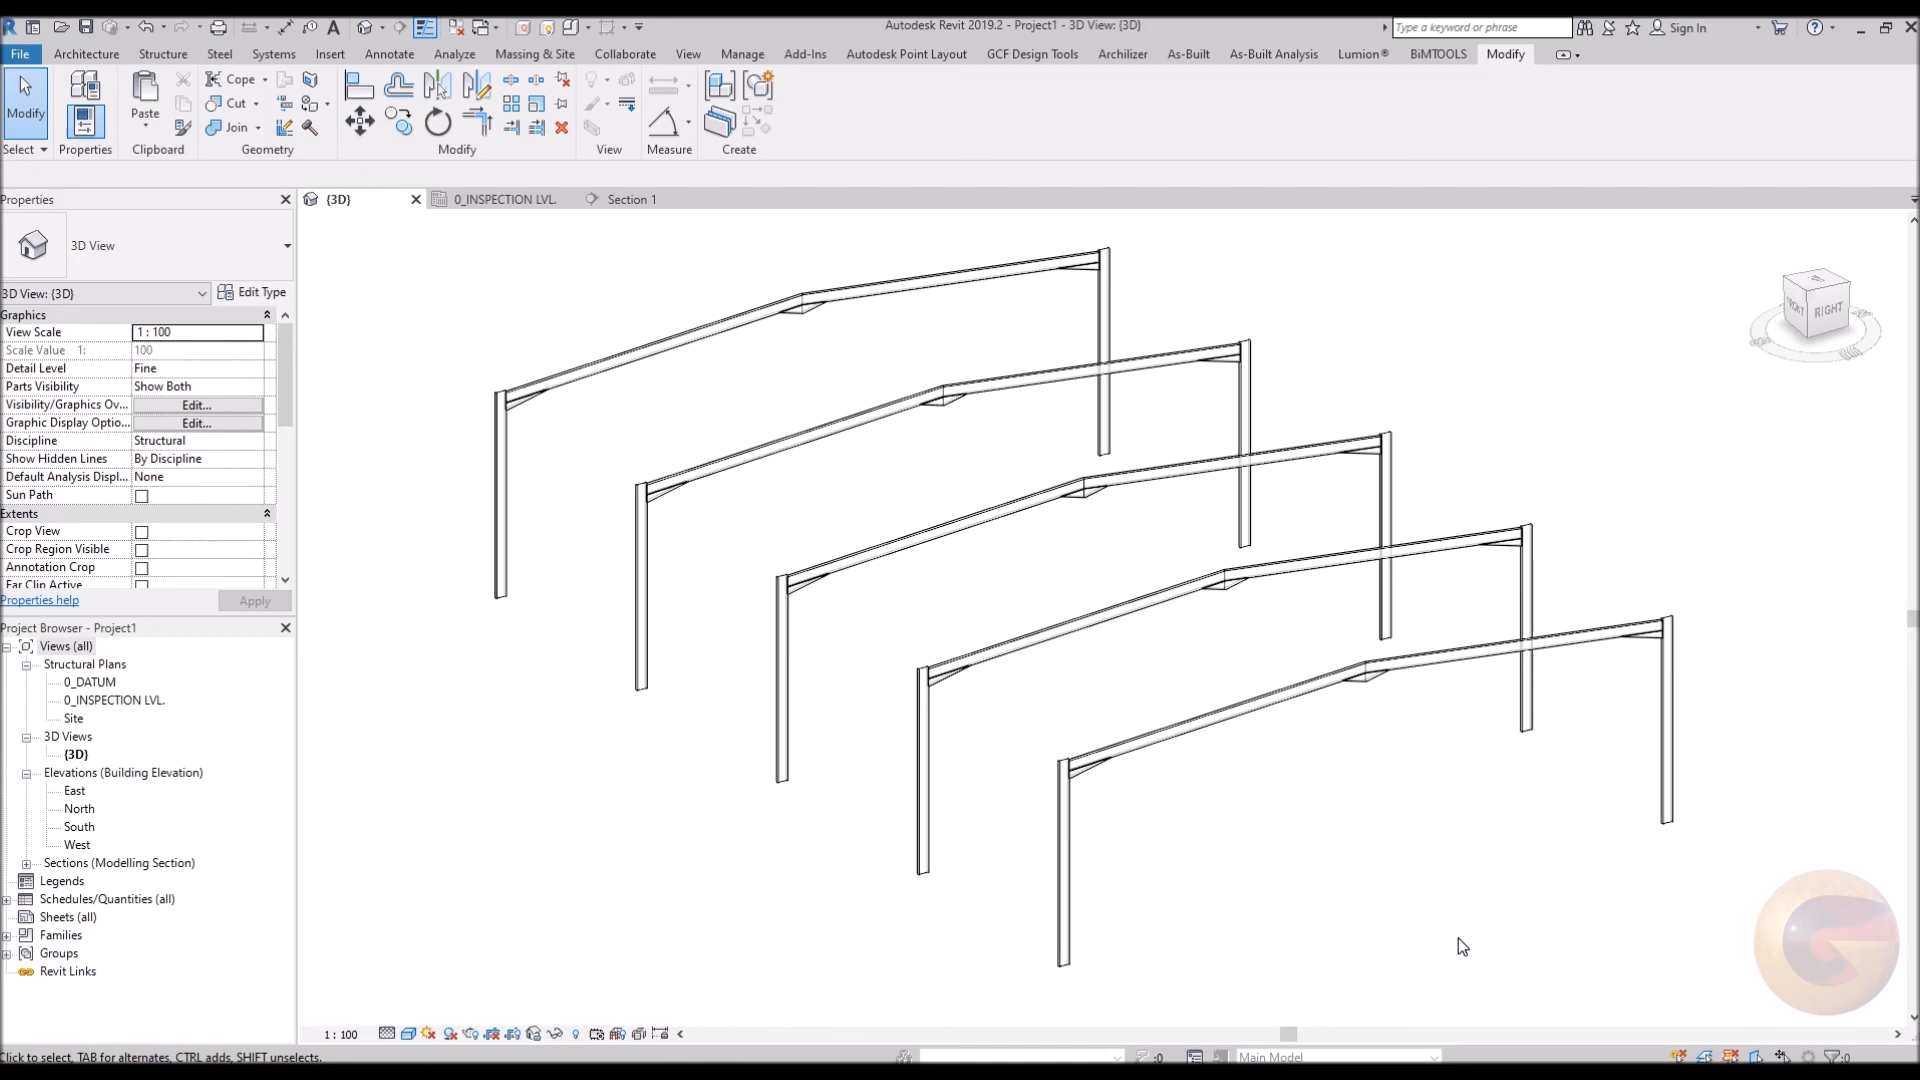 Autodesk Revit 2019.2 - Project1 - 3D View: {3D}
Type a keyword or phrase
Sign In
File Architecture Structure Steel Systems Insert Annotate Analyze Massing & Site Collaborate View Manage Add-Ins Autodesk Point Layout GCF Design Tools Archilizer As-Built As-Built Analysis Lumion® BiMTOOLS Modify
Modify
Paste
Cope
Cut
Join
Select Properties Clipboard Geometry Modify View Measure Create
Properties
{3D} 0_INSPECTION LVL. Section 1
3D View
3D View: {3D} Edit Type
Graphics
View Scale 1 : 100
Scale Value 1: 100
Detail Level Fine
Parts Visibility Show Both
Visibility/Graphics Ov... Edit...
Graphic Display Optio... Edit...
Discipline Structural
Show Hidden Lines By Discipline
Default Analysis Displ... None
Sun Path
Extents
Crop View
Crop Region Visible
Annotation Crop
Far Clip Active
Properties help Apply
Project Browser - Project1
Views (all)
Structural Plans
0_DATUM
0_INSPECTION LVL.
Site
3D Views
{3D}
Elevations (Building Elevation)
East
North
South
West
Sections (Modelling Section)
Legends
Schedules/Quantities (all)
Sheets (all)
Families
Groups
Revit Links
FRONT RIGHT
1 : 100
Click to select, TAB for alternates, CTRL adds, SHIFT unselects.
:0 Main Model :0